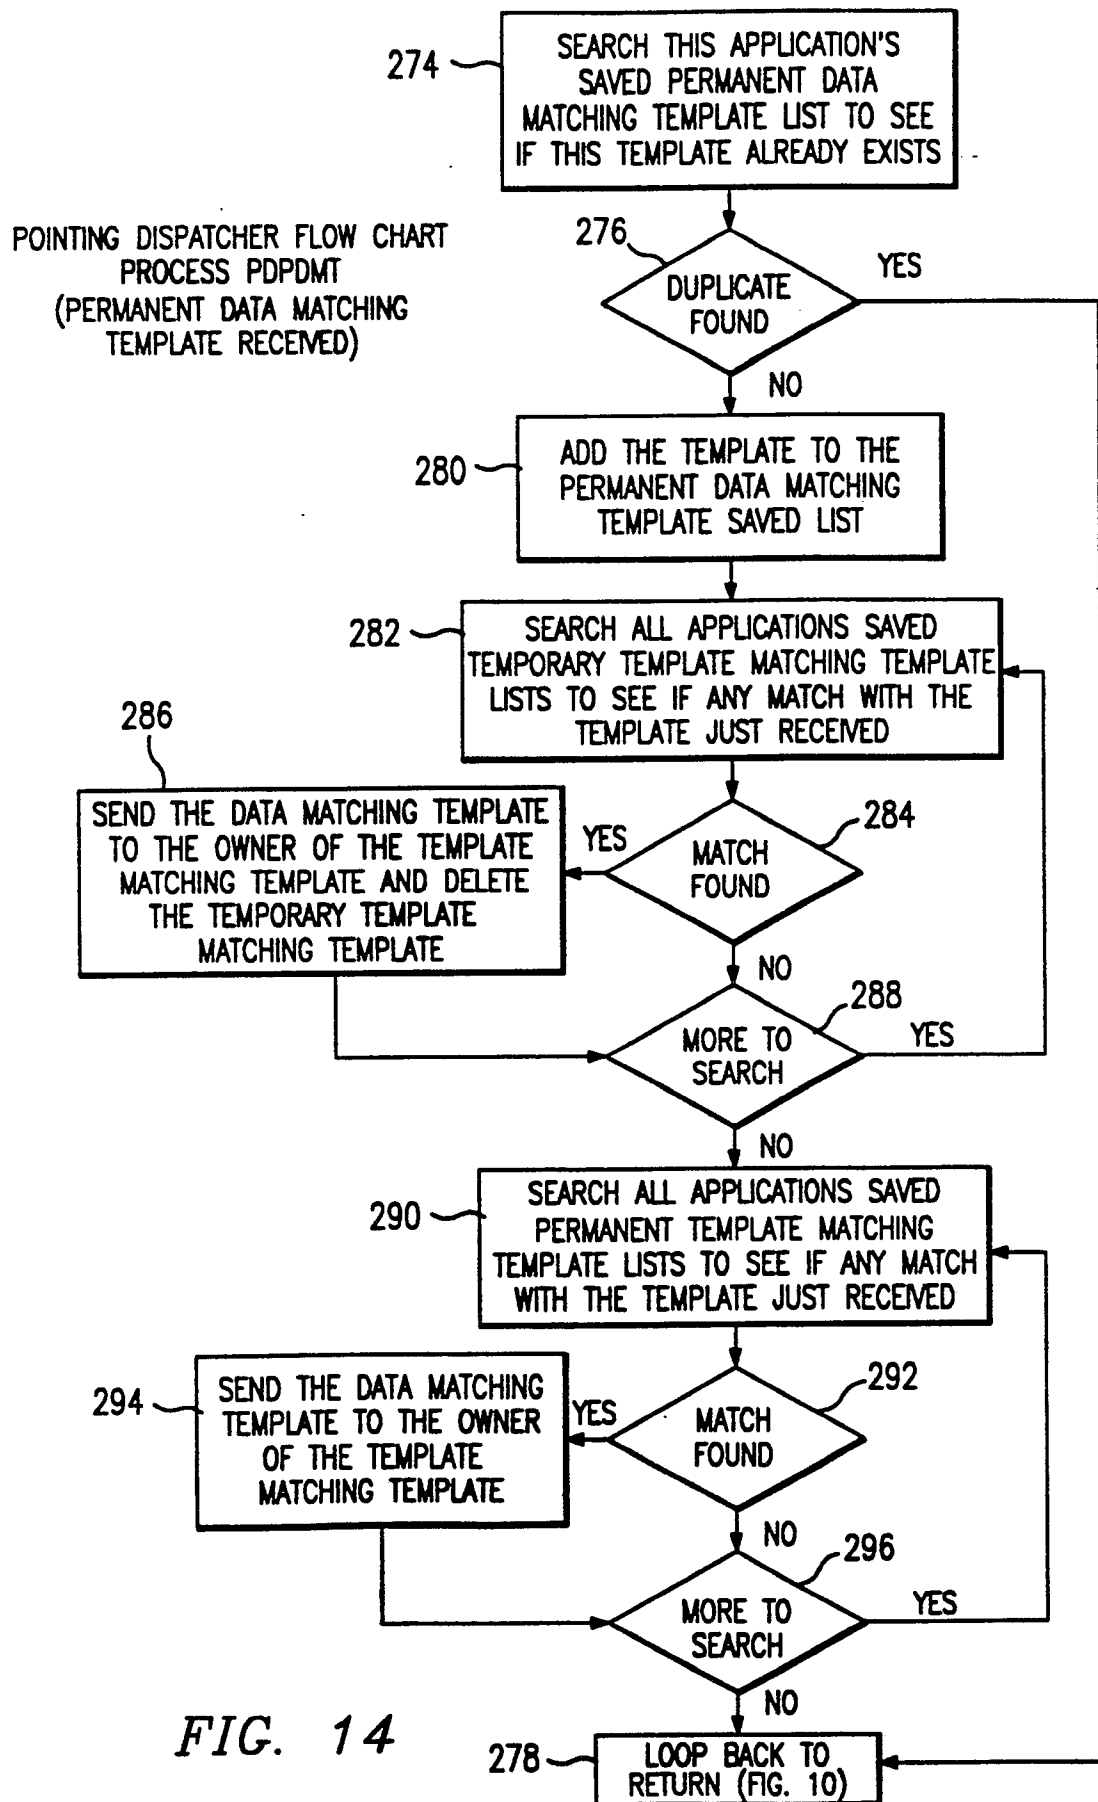 274
SEARCH THIS APPLICATION'S
SAVED PERMANENT DATA
MATCHING TEMPLATE LIST TO SEE
IF THIS TEMPLATE ALREADY EXISTS
POINTING DISPATCHER FLOW CHART
PROCESS PDPDMT
(PERMANENT DATA MATCHING
TEMPLATE RECEIVED)
276
DUPLICATE
FOUND
YES
NO
280
ADD THE TEMPLATE TO THE
PERMANENT DATA MATCHING
TEMPLATE SAVED LIST
282
SEARCH ALL APPLICATIONS SAVED
TEMPORARY TEMPLATE MATCHING TEMPLATE
LISTS TO SEE IF ANY MATCH WITH THE
TEMPLATE JUST RECEIVED
286
SEND THE DATA MATCHING TEMPLATE
TO THE OWNER OF THE TEMPLATE
MATCHING TEMPLATE AND DELETE
THE TEMPORARY TEMPLATE
MATCHING TEMPLATE
YES
284
MATCH
FOUND
NO
288
MORE TO
SEARCH
YES
NO
290
SEARCH ALL APPLICATIONS SAVED
PERMANENT TEMPLATE MATCHING
TEMPLATE LISTS TO SEE IF ANY MATCH
WITH THE TEMPLATE JUST RECEIVED
294
SEND THE DATA MATCHING
TEMPLATE TO THE OWNER
OF THE TEMPLATE
MATCHING TEMPLATE
YES
292
MATCH
FOUND
NO
296
MORE TO
SEARCH
YES
NO
FIG. 14
278
LOOP BACK TO
RETURN (FIG. 10)